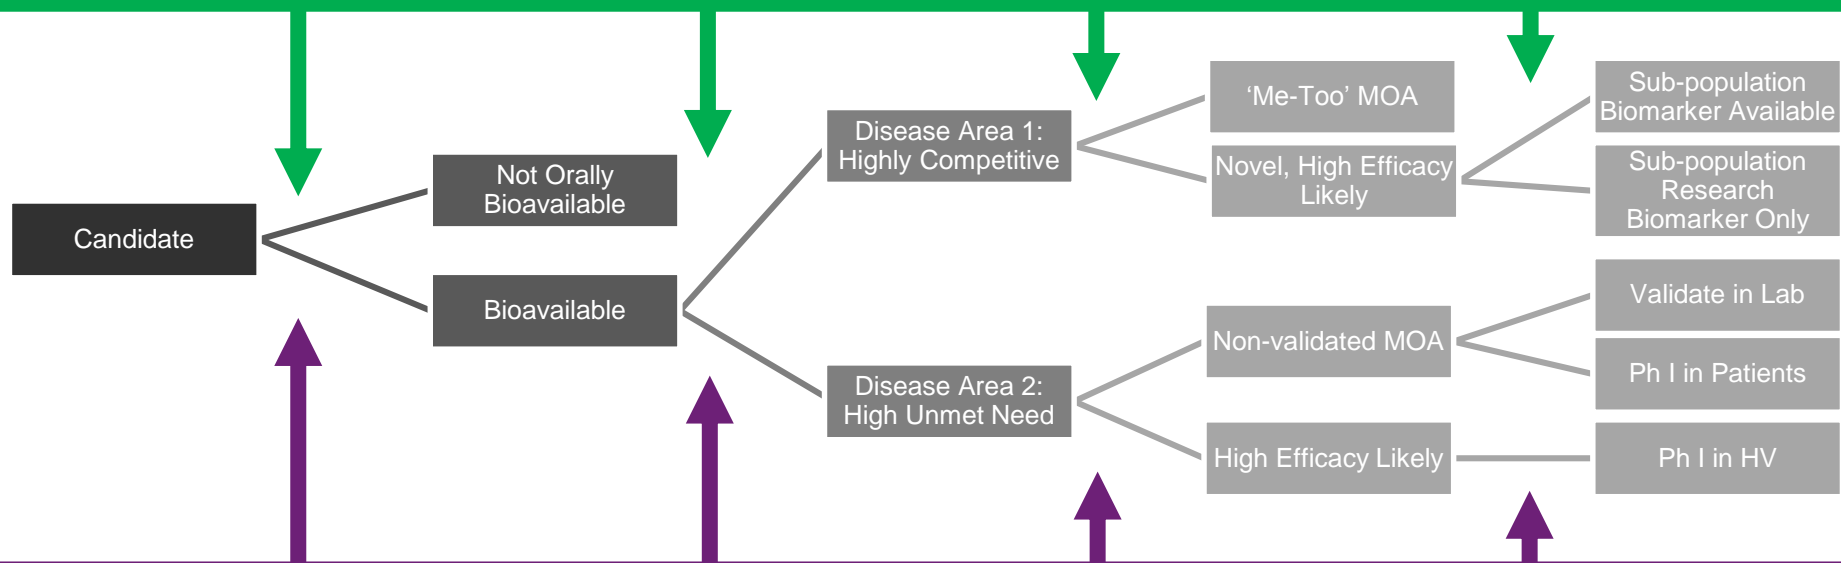 Candidate
Not Orally
Bioavailable
Bioavailable
Disease Area 1:
Highly Competitive
Disease Area 2:
High Unmet Need
‘Me-Too’ MOA
Novel, High Efficacy
Likely
Non-validated MOA
High Efficacy Likely
Sub-population
Biomarker Available
Sub-population
Research
Biomarker Only
Validate in Lab
Ph I in Patients
Ph I in HV